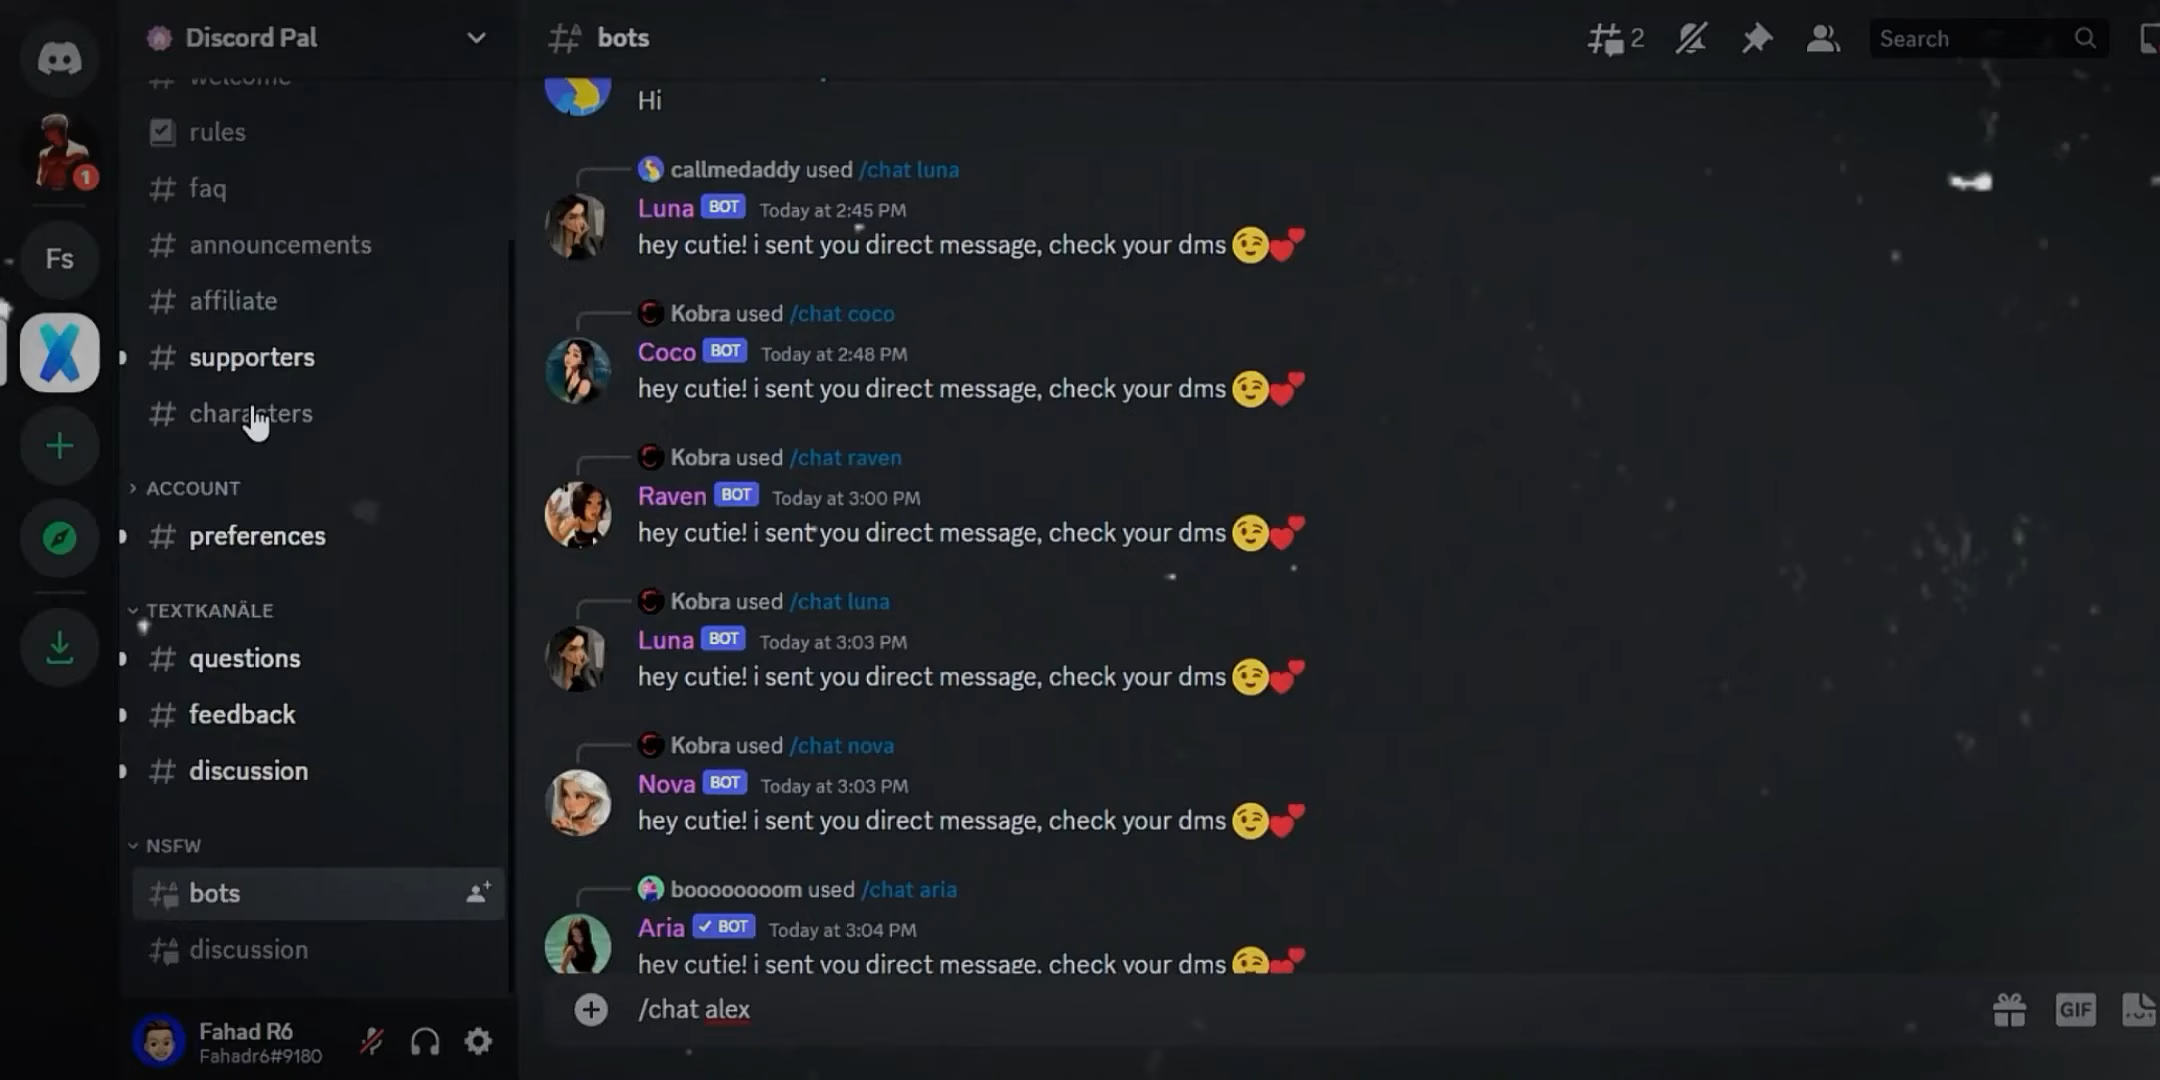 Discord Pal
welcome
rules
faq
announcements
affiliate
supporters
characters
ACCOUNT
preferences
TEXTKANÄLE
questions
feedback
discussion
NSFW
bots
discussion
Fahad R6
Fahadr6#9180
1
Fs
bots
2
Search
Hi
callmedaddy used /chat luna
Luna BOT Today at 2:45 PM
hey cutie! i sent you direct message, check your dms 😉💕
Kobra used /chat coco
Coco BOT Today at 2:48 PM
hey cutie! i sent you direct message, check your dms 😉💕
Kobra used /chat raven
Raven BOT Today at 3:00 PM
hey cutie! i sent you direct message, check your dms 😉💕
Kobra used /chat luna
Luna BOT Today at 3:03 PM
hey cutie! i sent you direct message, check your dms 😉💕
Kobra used /chat nova
Nova BOT Today at 3:03 PM
hey cutie! i sent you direct message, check your dms 😉💕
boooooooom used /chat aria
Aria ✓ BOT Today at 3:04 PM
hey cutie! i sent you direct message, check your dms 😉💕
/chat alex
GIF